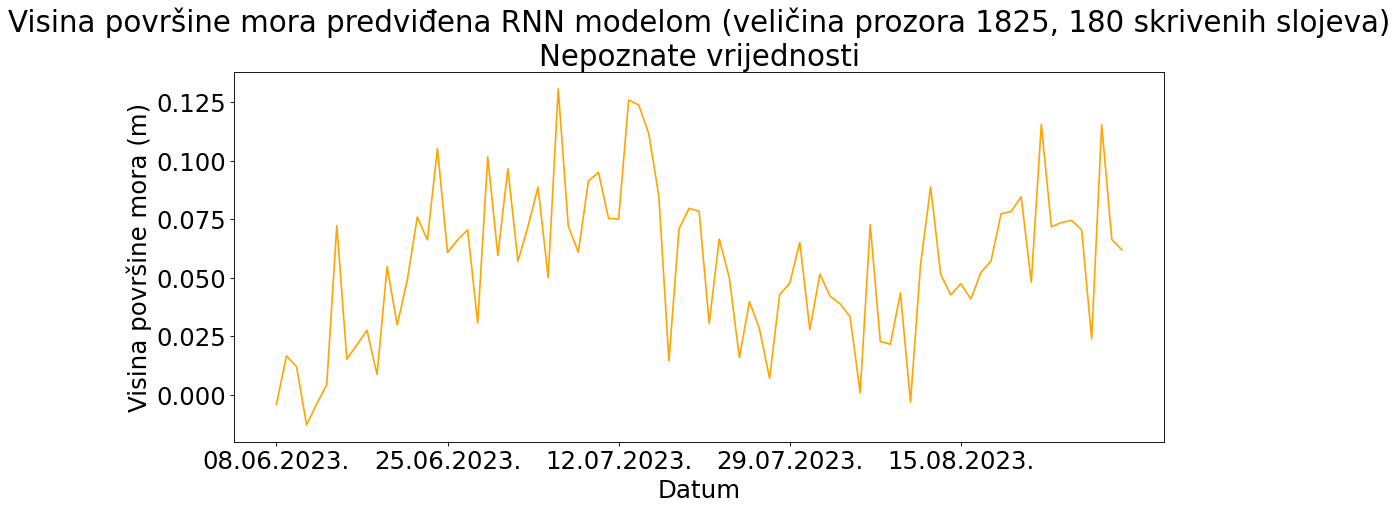 Visina površine mora predviđena RNN modelom (veličina prozora 1825, 180 skrivenih slojeva)
Nepoznate vrijednosti
Visina površine mora (m)
0.125
0.100
0.075
0.050
0.025
0.000
08.06.2023. 25.06.2023. 12.07.2023. 29.07.2023. 15.08.2023.
Datum